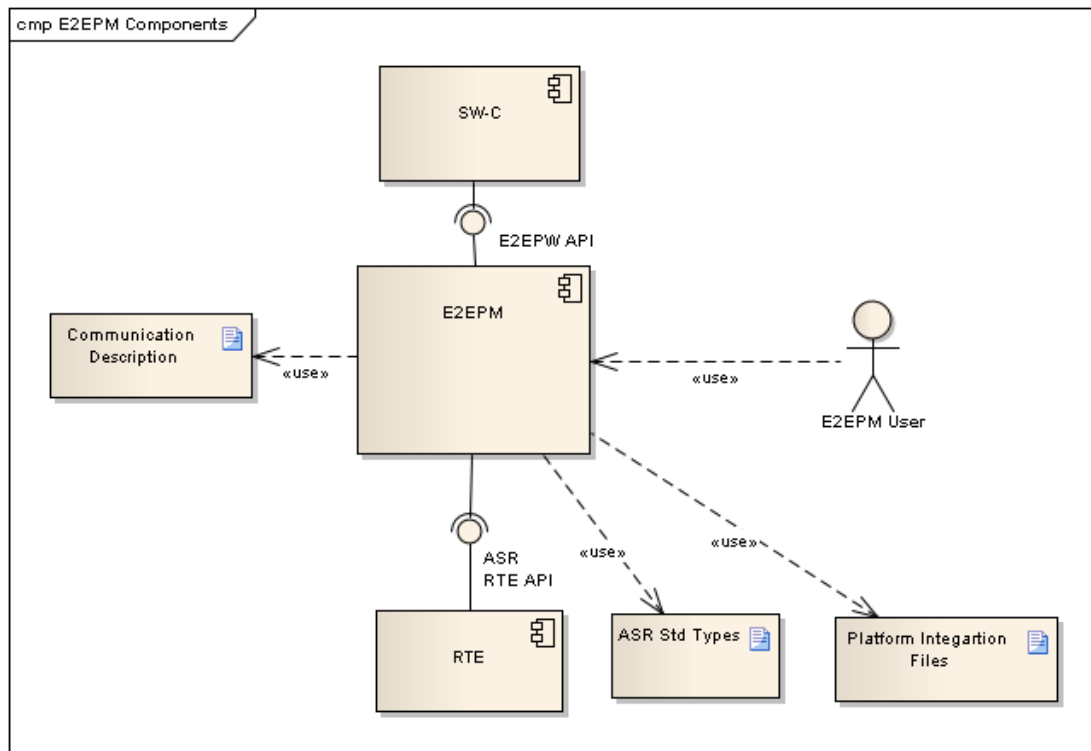 cmp E2EPM Components
SW-C
E2EPW API
E2EPM
Communication
Description
«use»
«use»
E2EPM User
ASR
RTE API
«use»
«use»
RTE
ASR Std Types
Platform Integartion
Files